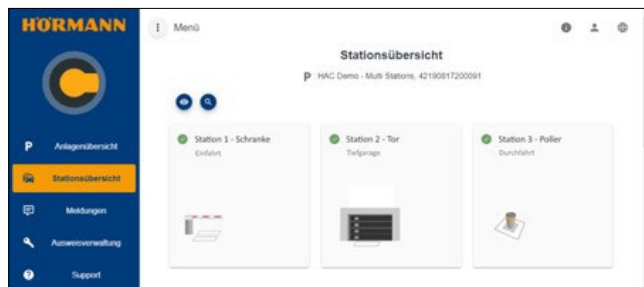 HÖRMANN
Menü
Stationsübersicht
P HAC Demo - Multi Stations, 42190817200091
Station 1 - Schranke
Einfahrt
Station 2 - Tor
Tiefgarage
Station 3 - Poller
Durchfahrt
P Anlagenübersicht
Stationsübersicht
Meldungen
Ausweisverwaltung
? Support